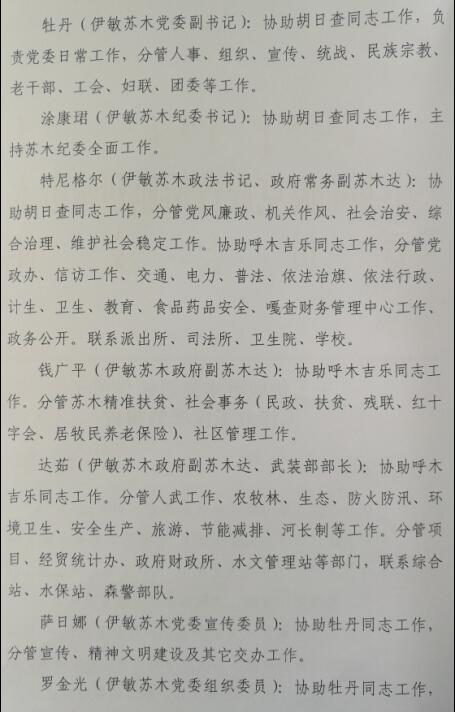 牡丹（伊敏苏木党委副书记）：协助胡日查同志工作，负
责党委日常工作，分管人事、组织、宣传、统战、民族宗教、
老干部、工会、妇联、团委等工作。
涂康珺（伊敏苏木纪委书记）：协助胡日查同志工作，主
持苏木纪委全面工作。
特尼格尔（伊敏苏木政法书记、政府常务副苏木达）：协
助胡日查同志工作，分管党风廉政、机关作风、社会治安、综
合治理、维护社会稳定工作。协助呼木吉乐同志工作，分管党
政办、信访工作、交通、电力、普法、依法治旗、依法行政、
计生、卫生、教育、食品药品安全、嘎查财务管理中心工作、
政务公开。联系派出所、司法所、卫生院、学校。
钱广平（伊敏苏木政府副苏木达）：协助呼木吉乐同志工
作。分管苏木精准扶贫、社会事务（民政、扶贫、残联、红十
字会、居牧民养老保险）、社区管理工作。
达茹（伊敏苏木政府副苏木达、武装部部长）：协助呼木
吉乐同志工作。分管人武工作、农牧林、生态、防火防汛、环
境卫生、安全生产、旅游、节能减排、河长制等工作。分管项
目、经贸统计办、政府财政所、水文管理站等部门，联系综合
站、水保站、森警部队。
萨日娜（伊敏苏木党委宣传委员）：协助牡丹同志工作，
分管宣传、精神文明建设及其它交办工作。
罗金光（伊敏苏木党委组织委员）：协助牡丹同志工作，